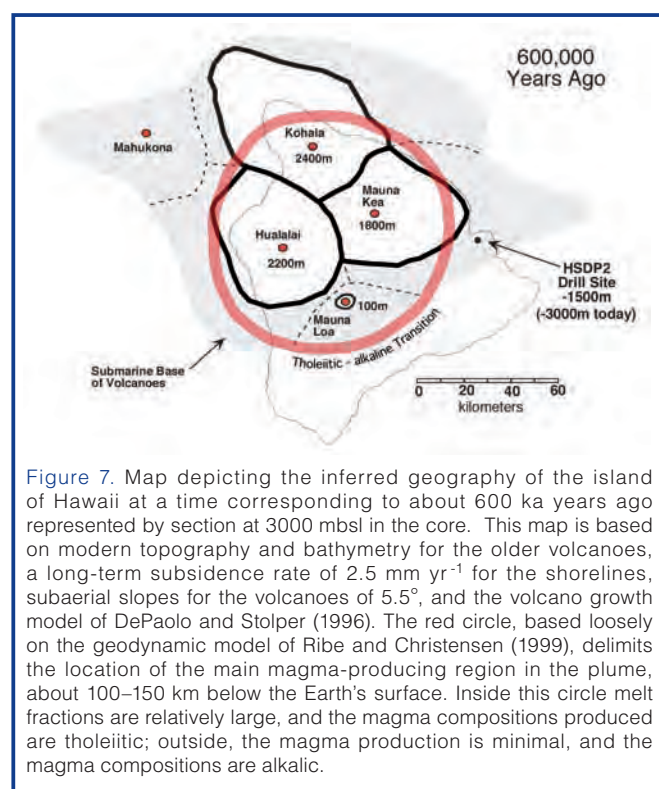 600,000
Years Ago
Kohala
2400m
Mahukona
Mauna
Kea
1800m
Hualalai
2200m
HSDP2
Drill Site
-1500m
(-3000m today)
100m
Mauna
Loa
Tholeiitic - alkaline Transition
Submarine Base
of Volcanoes
0 20 40 60
kilometers
Figure 7. Map depicting the inferred geography of the island
of Hawaii at a time corresponding to about 600 ka years ago
represented by section at 3000 mbsl in the core. This map is based
on modern topography and bathymetry for the older volcanoes,
a long-term subsidence rate of 2.5 mm yr⁻¹ for the shorelines,
subaerial slopes for the volcanoes of 5.5°, and the volcano growth
model of DePaolo and Stolper (1996). The red circle, based loosely
on the geodynamic model of Ribe and Christensen (1999), delimits
the location of the main magma-producing region in the plume,
about 100–150 km below the Earth's surface. Inside this circle melt
fractions are relatively large, and the magma compositions produced
are tholeiitic; outside, the magma production is minimal, and the
magma compositions are alkalic.